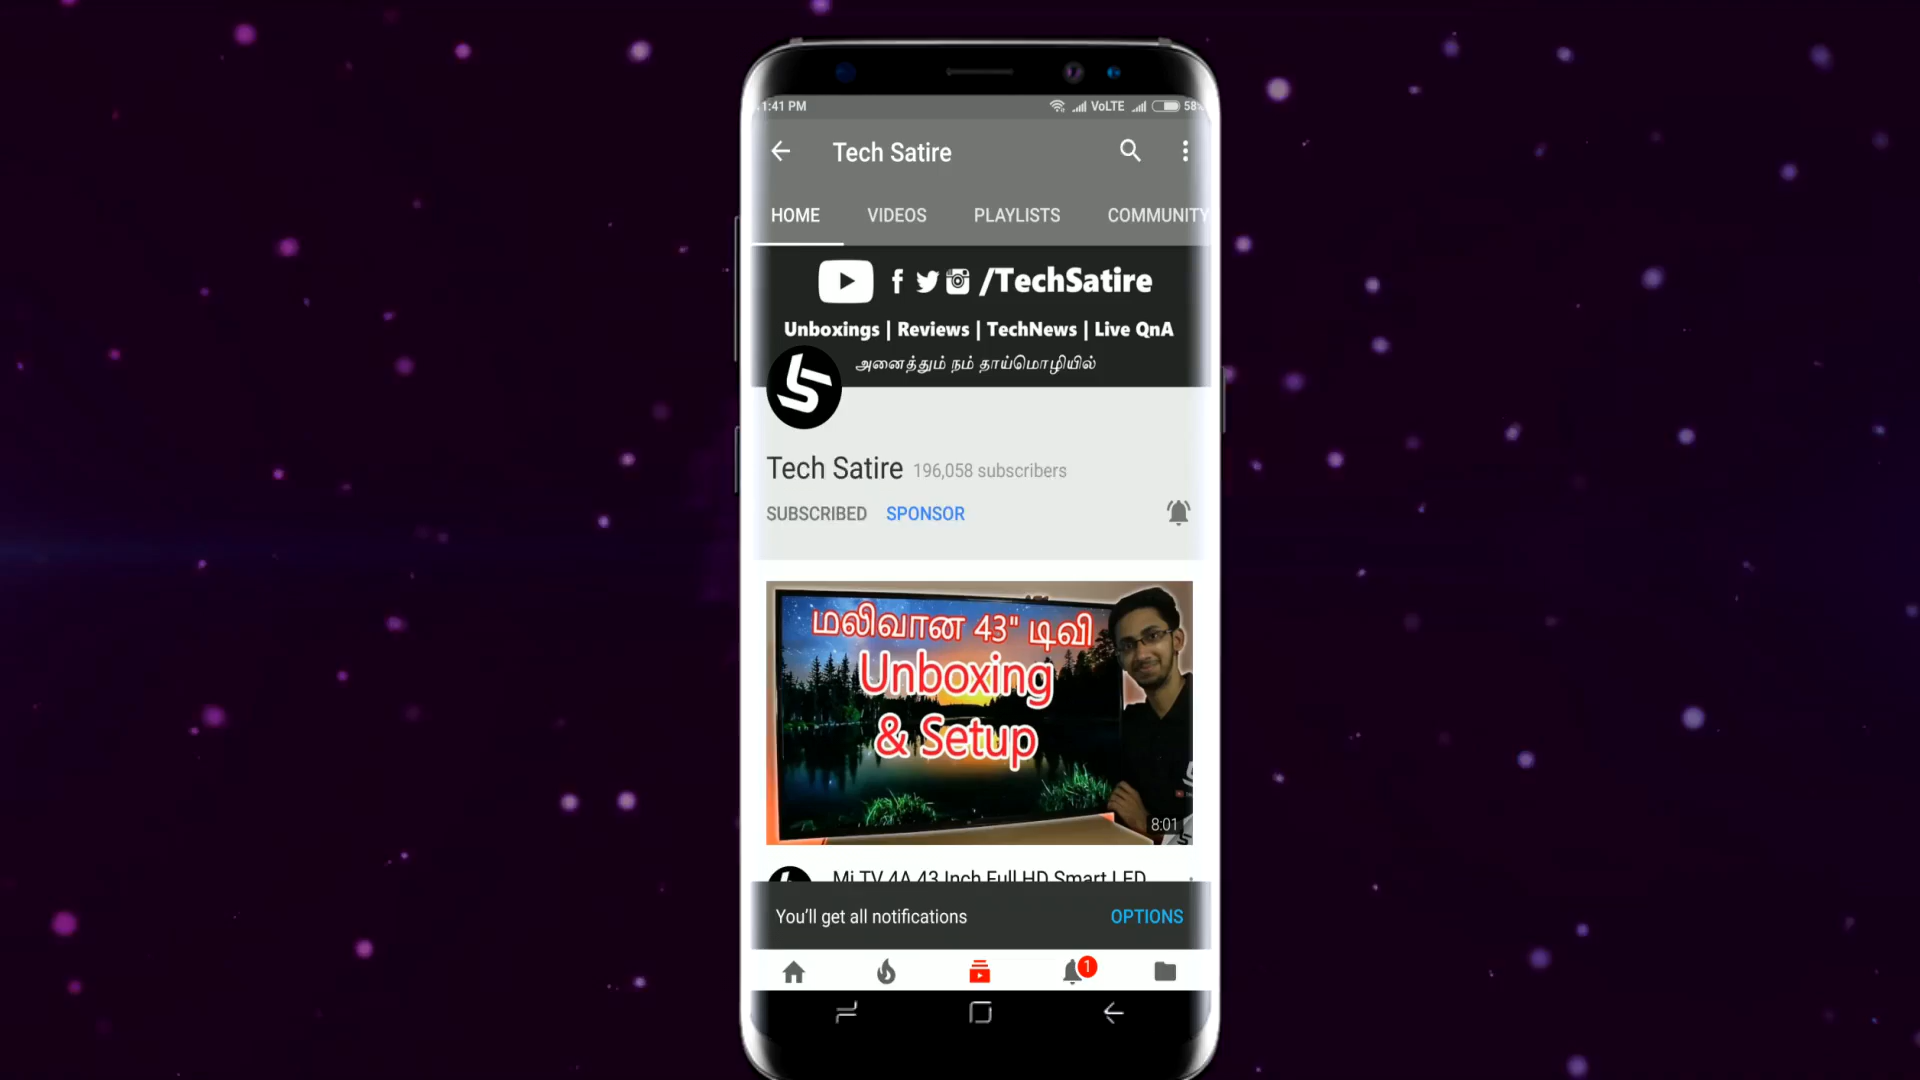 1:41 PM VoLTE 58%
Tech Satire
HOME VIDEOS PLAYLISTS COMMUNITY
f /TechSatire
Unboxings | Reviews | TechNews | Live QnA
அனைத்தும் நம் தாய்மொழியில்
Tech Satire 196,058 subscribers
SUBSCRIBED SPONSOR
மலிவான 43" டிவி
Unboxing
& Setup
8:01
Mi TV 4A 43 Inch Full HD Smart LED
You'll get all notifications OPTIONS
1